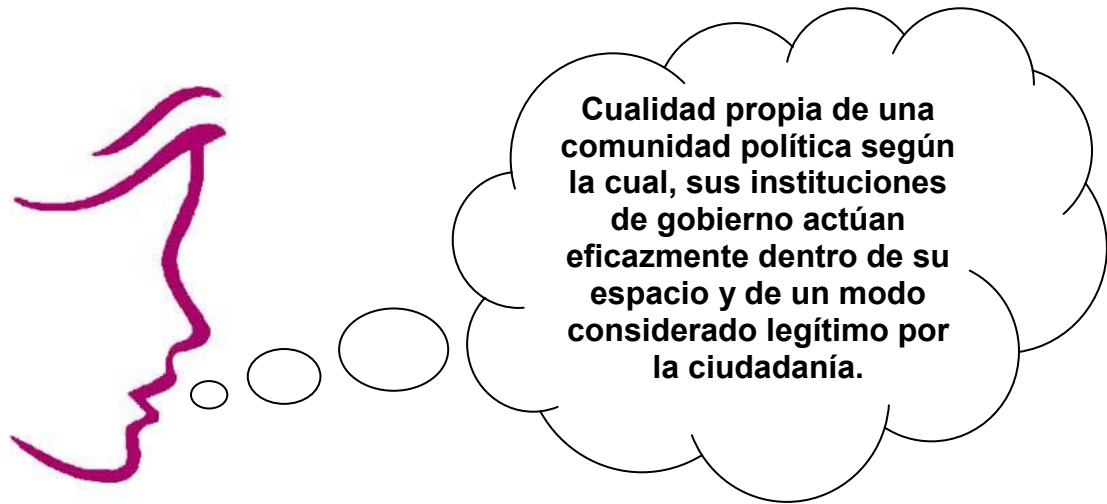 Cualidad propia de una
comunidad política según
la cual, sus instituciones
de gobierno actúan
eficazmente dentro de su
espacio y de un modo
considerado legítimo por
la ciudadanía.